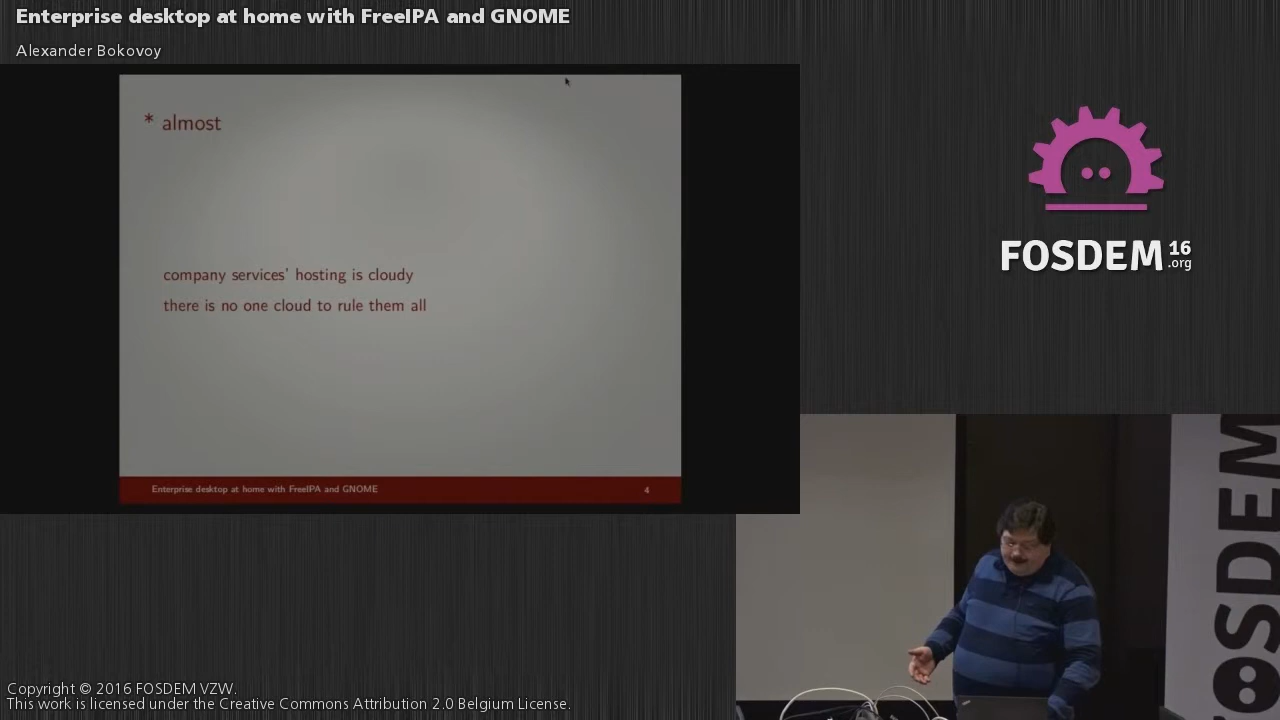 Enterprise desktop at home with FreeIPA and GNOME
Alexander Bokovoy
* almost
company services' hosting is cloudy
there is no one cloud to rule them all
Enterprise desktop at home with FreeIPA and GNOME 4
FOSDEM 16 .org
FOSDEM
Copyright © 2016 FOSDEM VZW.
This work is licensed under the Creative Commons Attribution 2.0 Belgium License.